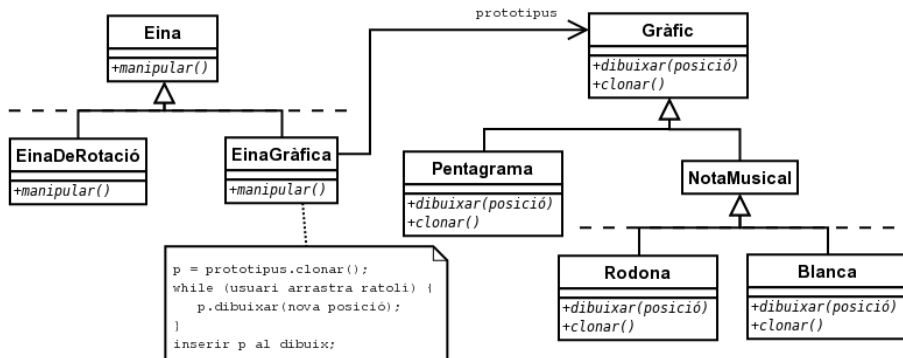 prototipus
Eina
+manipular()
Gràfic
+dibuixar(posició)
+clonar()
EinaDeRotació
+manipular()
EinaGràfica
+manipular()
Pentagrama
+dibuixar(posició)
+clonar()
NotaMusical
p = prototipus.clonar();
while (usuari arrastra ratolí) {
p.dibuixar(nova posició);
}
inserir p al dibuix;
Rodona
+dibuixar(posició)
+clonar()
Blanca
+dibuixar(posició)
+clonar()